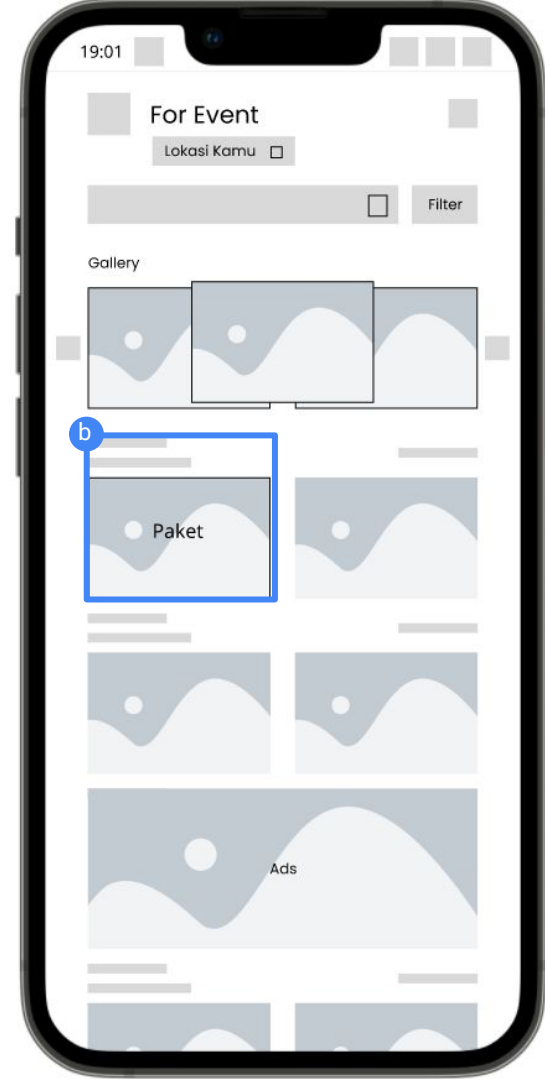 19:01
For Event
Lokasi Kamu
Filter
Gallery
b
Paket
Ads